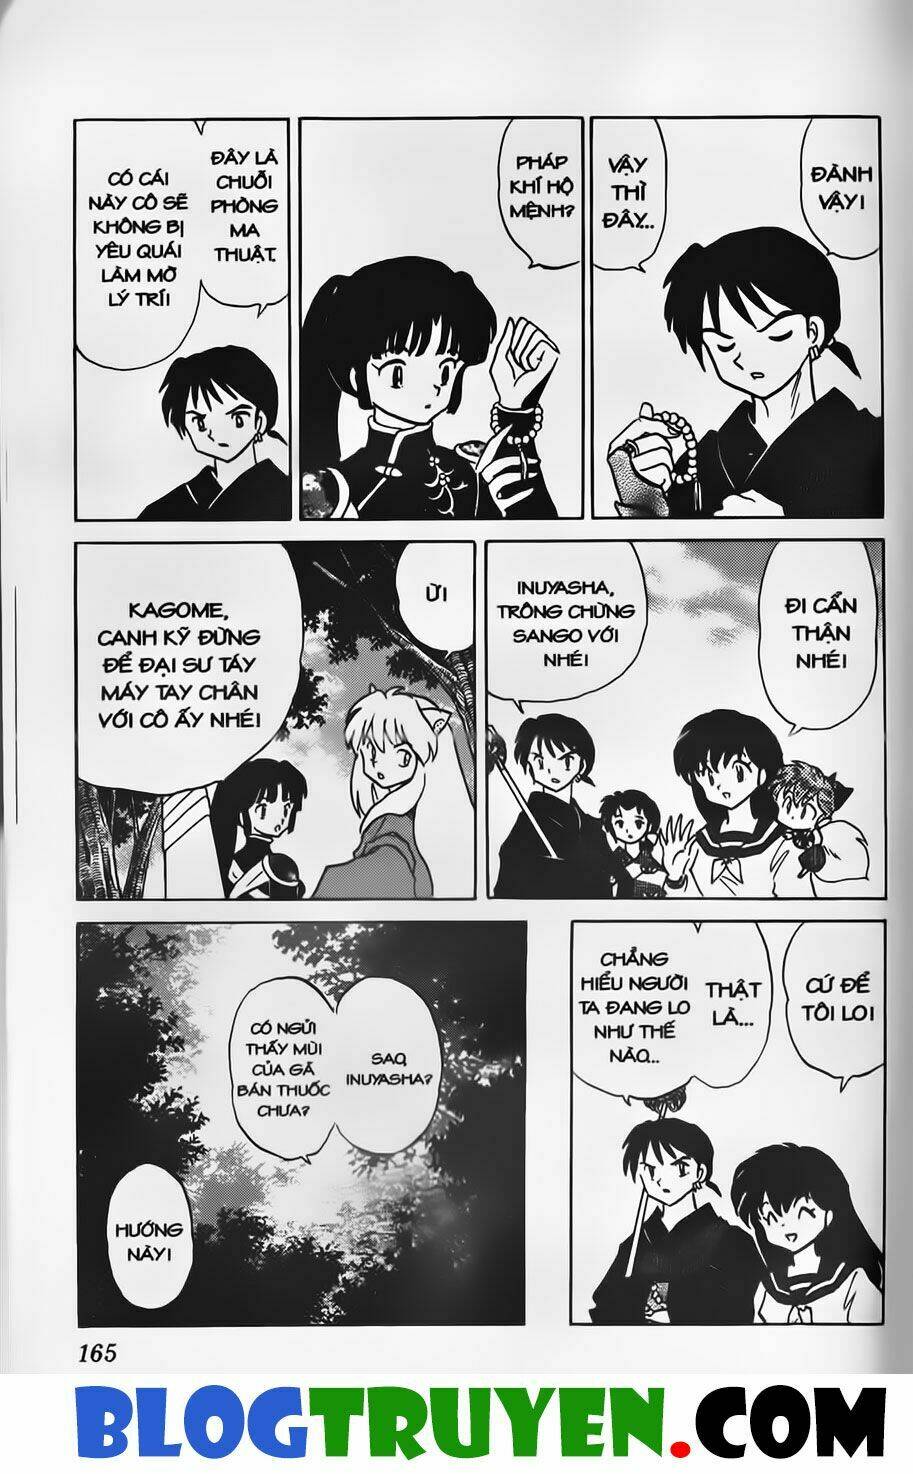 ĐÀNH
VẬY!
VẬY
THÌ
ĐÂY...
PHÁP
KHÍ HỘ
MỆNH?
ĐÂY LÀ
CHUỖI
PHÒNG
MA
THUẬT.
CÓ CÁI
NÀY CÔ SẼ
KHÔNG BỊ
YÊU QUÁI
LÀM MỜ
LÝ TRÍ!
ĐI CẨN
THẬN
NHÉ!
INUYASHA,
TRÔNG CHỪNG
SANGO VỚI
NHÉ!
Ừ!
KAGOME,
CANH KỸ ĐỪNG
ĐỂ ĐẠI SƯ TÁY
MÁY TAY CHÂN
VỚI CÔ ẤY NHÉ!
CỨ ĐỂ
TÔI LO!
THẬT
LÀ...
CHẲNG
HIỂU NGƯỜI
TA ĐANG LO
NHƯ THẾ
NÀO...
SAO,
INUYASHA?
CÓ NGỬI
THẤY MÙI
CỦA GÃ
BÁN THUỐC
CHƯA?
HƯỚNG
NÀY!
165
BLOGTRUYEN.COM